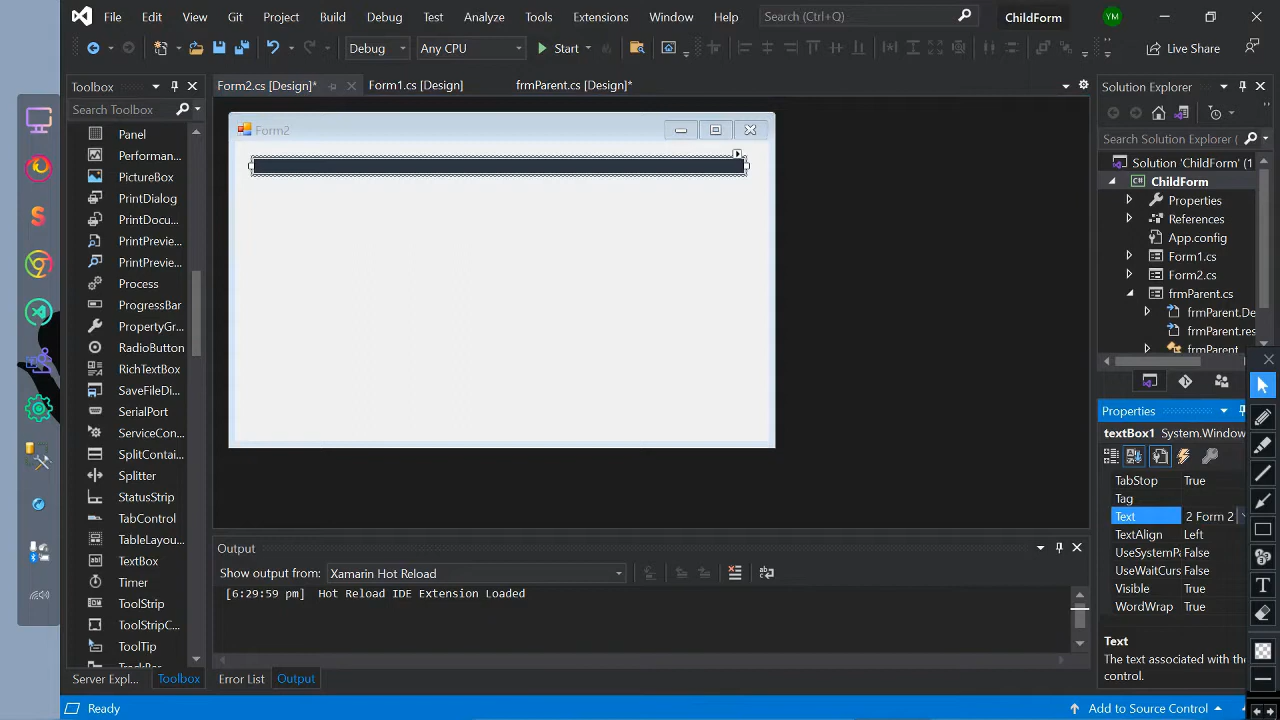 File
Edit
View
Git
Project
Build
Debug
Test
Analyze
Tools
Extensions
Window
Help
Search (Ctrl+Q)
ChildForm
YM
Debug
Any CPU
Start
Live Share
Toolbox
Search Toolbox
Panel
Performan...
PictureBox
PrintDialog
PrintDocu...
PrintPrevie...
PrintPrevie...
Process
ProgressBar
PropertyGr...
RadioButton
RichTextBox
SaveFileDi...
SerialPort
ServiceCon...
SplitContai...
Splitter
StatusStrip
TabControl
TableLayou...
TextBox
Timer
ToolStrip
ToolStripC...
ToolTip
TrackBar
Server Expl...
Toolbox
Form2.cs [Design]*
Form1.cs [Design]
frmParent.cs [Design]*
Form2
Output
Show output from:
Xamarin Hot Reload
[6:29:59 pm]  Hot Reload IDE Extension Loaded
Error List
Output
Solution Explorer
Search Solution Explorer
Solution 'ChildForm' (1
ChildForm
Properties
References
App.config
Form1.cs
Form2.cs
frmParent.cs
frmParent.De
frmParent.res
frmParent
Properties
textBox1 System.Window
TabStop True
Tag
Text 2 Form 2
TextAlign Left
UseSystemPa False
UseWaitCurs False
Visible True
WordWrap True
Text
The text associated with the
control.
Ready
Add to Source Control